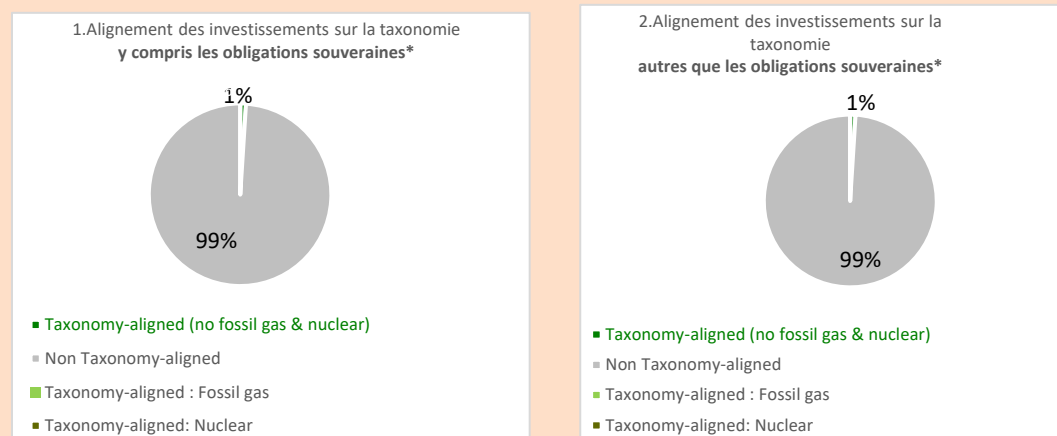 1.Alignement des investissements sur la taxonomie
y compris les obligations souveraines*
1%
99%
Taxonomy-aligned (no fossil gas & nuclear)
Non Taxonomy-aligned
Taxonomy-aligned : Fossil gas
Taxonomy-aligned: Nuclear
2.Alignement des investissements sur la
taxonomie
autres que les obligations souveraines*
1%
99%
Taxonomy-aligned (no fossil gas & nuclear)
Non Taxonomy-aligned
Taxonomy-aligned : Fossil gas
Taxonomy-aligned: Nuclear